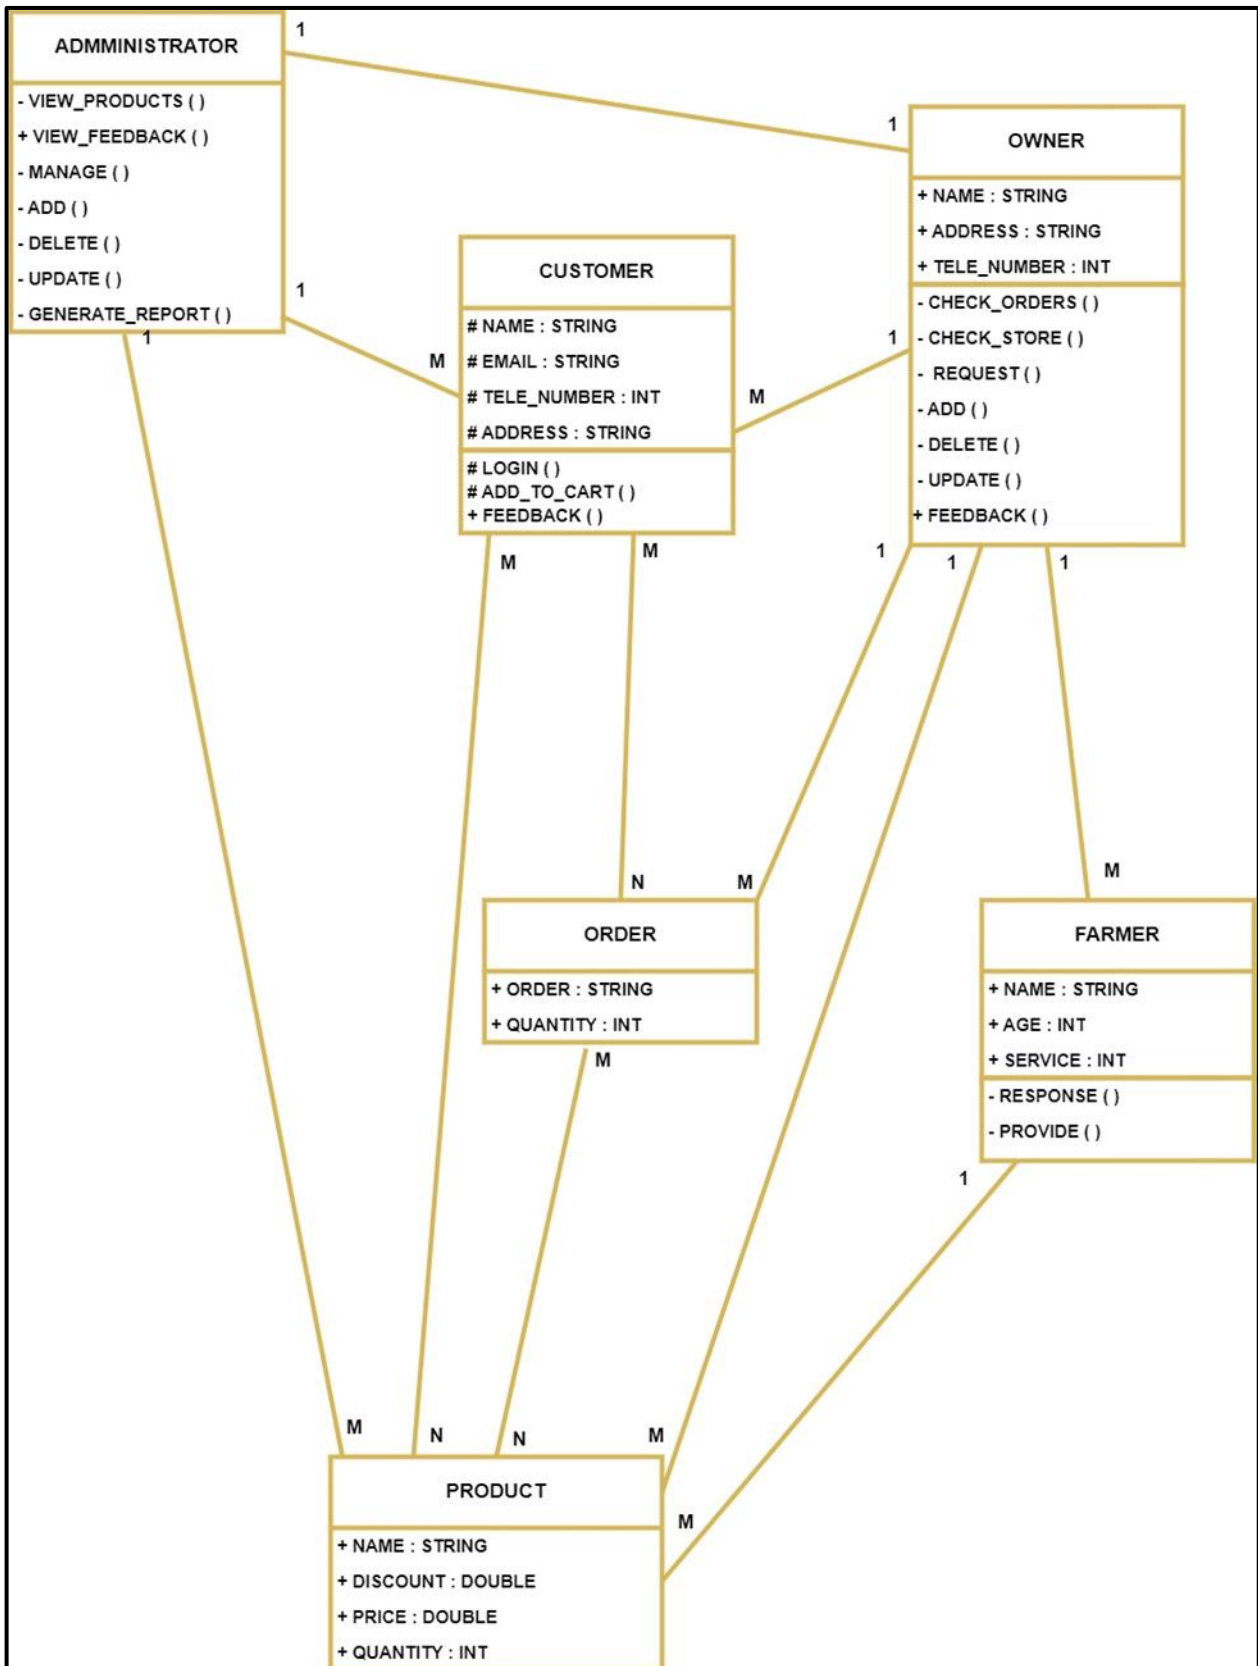 ADMMINISTRATOR
- VIEW_PRODUCTS ( )
+ VIEW_FEEDBACK ( )
- MANAGE ( )
- ADD ( )
- DELETE ( )
- UPDATE ( )
- GENERATE_REPORT ( )
1
1
1
1
OWNER
+ NAME : STRING
+ ADDRESS : STRING
+ TELE_NUMBER : INT
- CHECK_ORDERS ( )
- CHECK_STORE ( )
- REQUEST ( )
- ADD ( )
- DELETE ( )
- UPDATE ( )
+ FEEDBACK ( )
M
CUSTOMER
# NAME : STRING
# EMAIL : STRING
# TELE_NUMBER : INT
# ADDRESS : STRING
# LOGIN ( )
# ADD_TO_CART ( )
+ FEEDBACK ( )
M
1
M
M
1
1
1
N
M
M
ORDER
+ ORDER : STRING
+ QUANTITY : INT
M
FARMER
+ NAME : STRING
+ AGE : INT
+ SERVICE : INT
- RESPONSE ( )
- PROVIDE ( )
1
M
N
N
M
M
PRODUCT
+ NAME : STRING
+ DISCOUNT : DOUBLE
+ PRICE : DOUBLE
+ QUANTITY : INT